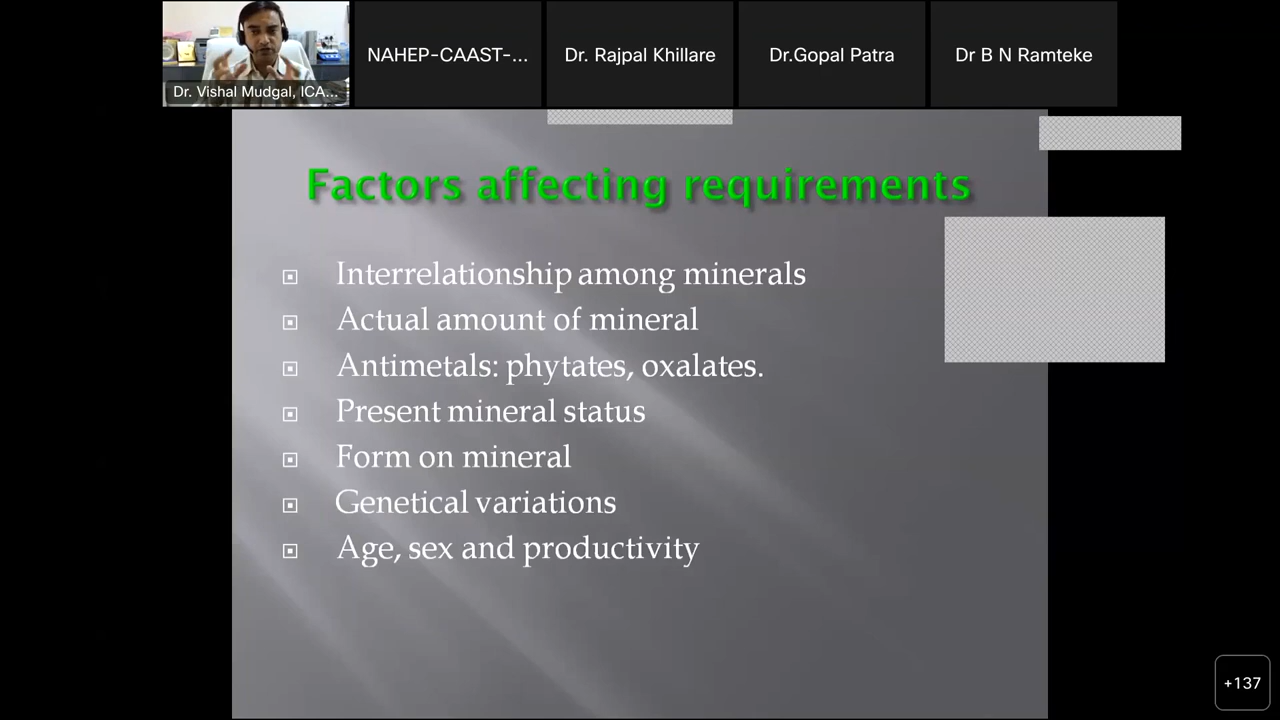 Dr. Vishal Mudgal, ICA...
NAHEP-CAAST-...
Dr. Rajpal Khillare
Dr.Gopal Patra
Dr B N Ramteke
Factors affecting requirements
Interrelationship among minerals
Actual amount of mineral
Antimetals: phytates, oxalates.
Present mineral status
Form on mineral
Genetical variations
Age, sex and productivity
+137